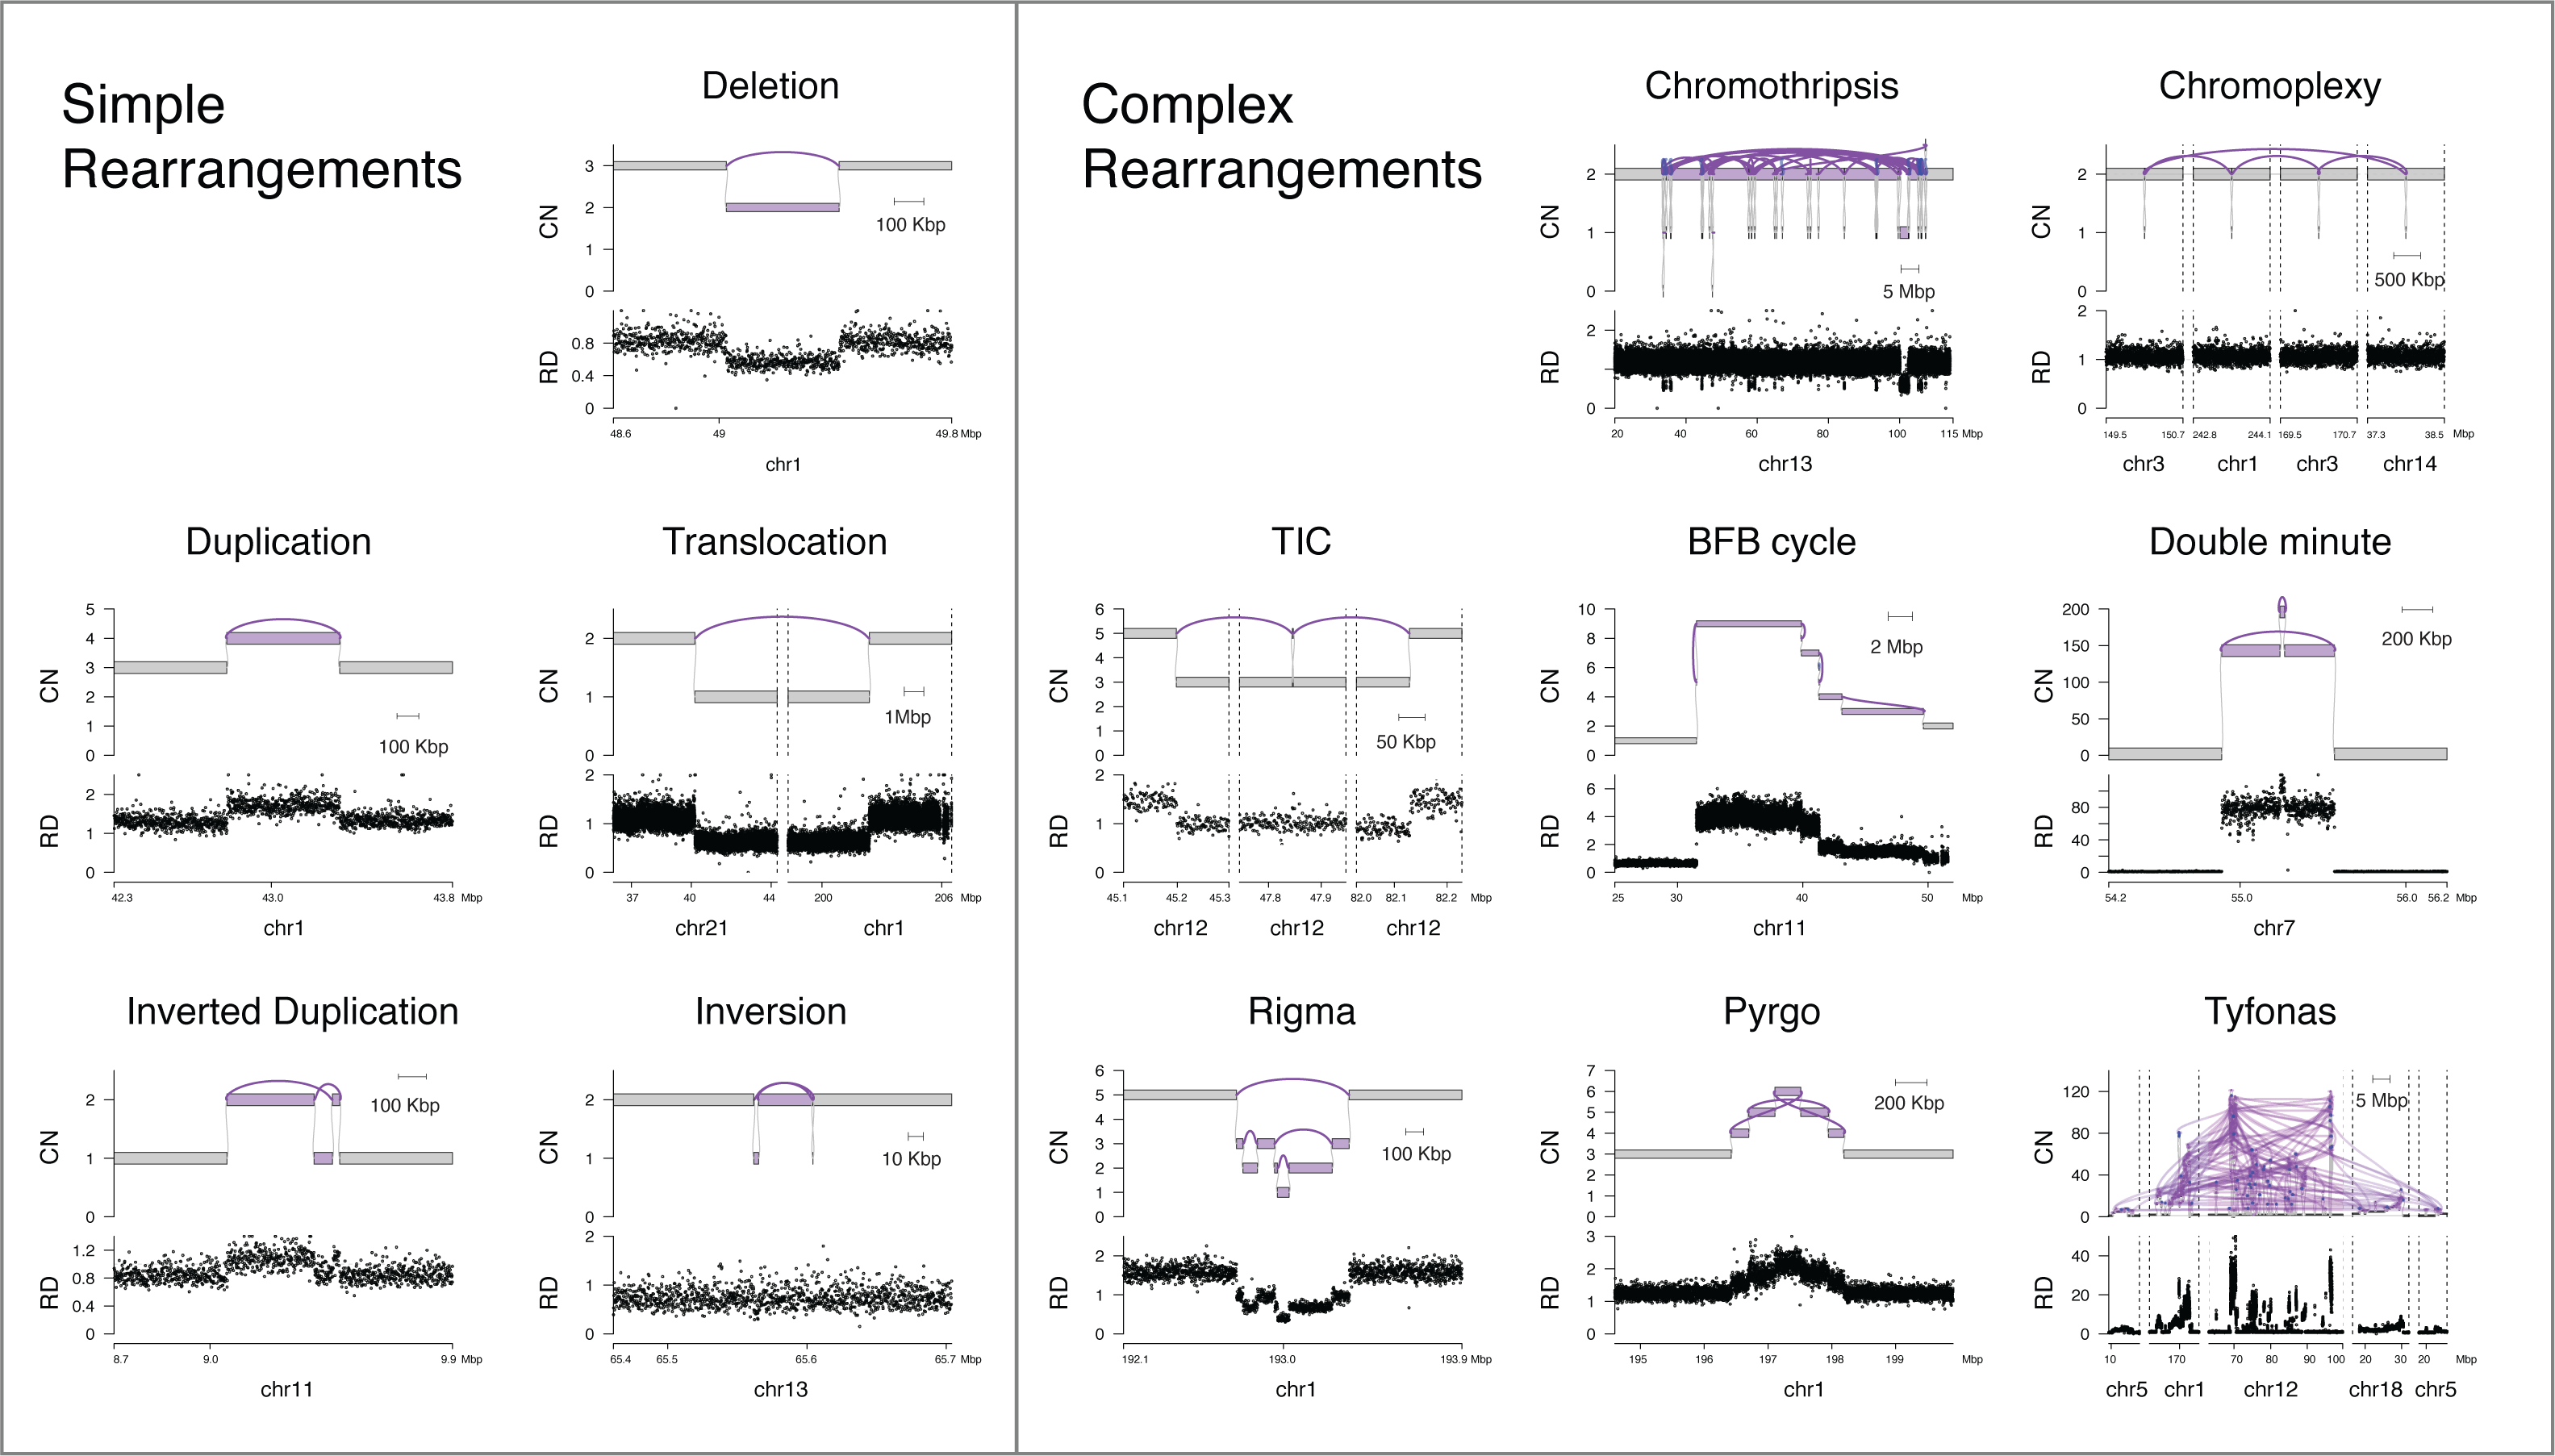 Simple
Rearrangements
Deletion
CN
3
2
1
0
100 Kbp
RD
0.8
0.4
0
48.6 49 49.8 Mbp
chr1
Duplication
CN
5
4
3
2
1
0
100 Kbp
RD
2
1
0
42.3 43.0 43.8 Mbp
chr1
Translocation
CN
2
1
0
1Mbp
RD
2
1
0
37 40 44 200 206 Mbp
chr21 chr1
Inverted Duplication
CN
2
1
0
100 Kbp
RD
1.2
0.8
0.4
0
8.7 9.0 9.9 Mbp
chr11
Inversion
CN
2
1
0
10 Kbp
RD
2
1
0
65.4 65.5 65.6 65.7 Mbp
chr13
Complex
Rearrangements
Chromothripsis
CN
2
1
0
5 Mbp
RD
2
0
20 40 60 80 100 115 Mbp
chr13
Chromoplexy
CN
2
1
0
500 Kbp
RD
2
1
0
149.5 150.7 242.8 244.1 169.5 170.7 37.3 38.5 Mbp
chr3 chr1 chr3 chr14
TIC
CN
6
5
4
3
2
1
0
50 Kbp
RD
2
1
0
45.1 45.2 45.3 47.8 47.9 82.0 82.1 82.2 Mbp
chr12 chr12 chr12
BFB cycle
CN
10
8
6
4
2
0
2 Mbp
RD
6
4
2
0
25 30 40 50 Mbp
chr11
Double minute
CN
200
150
100
50
0
200 Kbp
RD
80
40
0
54.2 55.0 56.0 56.2 Mbp
chr7
Rigma
CN
6
5
4
3
2
1
0
100 Kbp
RD
2
1
0
192.1 193.0 193.9 Mbp
chr1
Pyrgo
CN
7
6
5
4
3
2
1
0
200 Kbp
RD
3
2
1
0
195 196 197 198 199 Mbp
chr1
Tyfonas
CN
120
80
40
0
5 Mbp
RD
40
20
0
10 170 70 80 90 100 20 30 20 Mbp
chr5 chr1 chr12 chr18 chr5